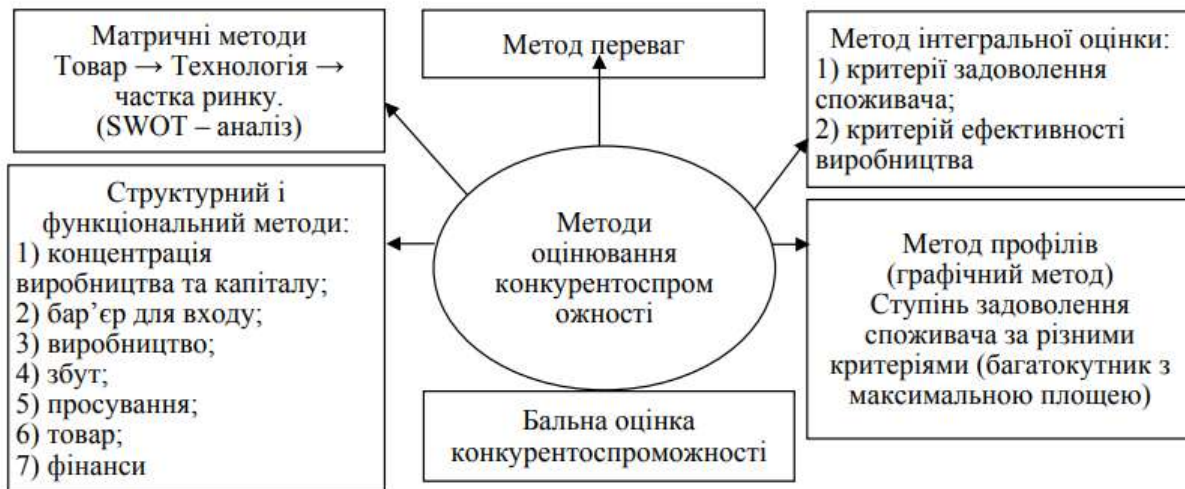 Матричні методи
Товар → Технологія →
частка ринку.
(SWOT – аналіз)
Метод переваг
Метод інтегральної оцінки:
1) критерії задоволення
споживача;
2) критерій ефективності
виробництва
Структурний і
функціональний методи:
1) концентрація
виробництва та капіталу;
2) бар’єр для входу;
3) виробництво;
4) збут;
5) просування;
6) товар;
7) фінанси
Методи
оцінювання
конкурентоспром
ожності
Метод профілів
(графічний метод)
Ступінь задоволення
споживача за різними
критеріями (багатокутник з
максимальною площею)
Бальна оцінка
конкурентоспроможності